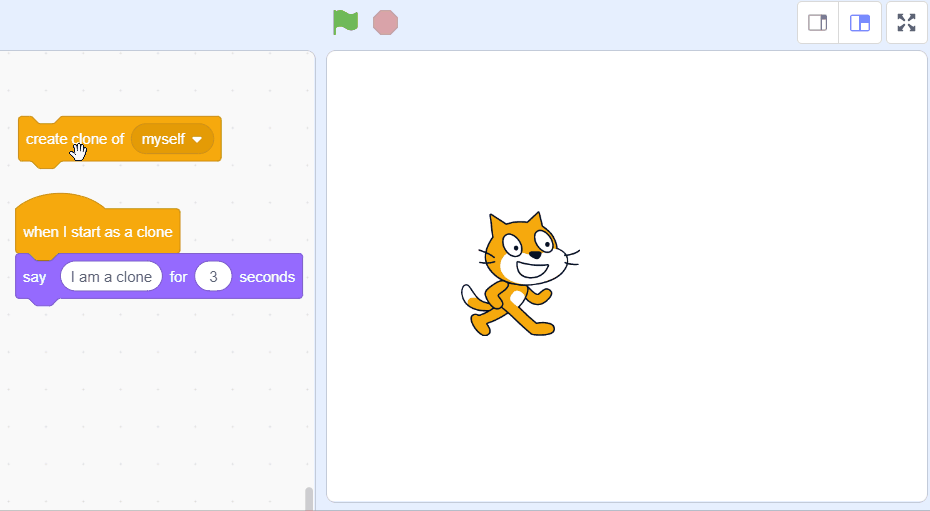 create clone of myself
when I start as a clone
say I am a clone for 3 seconds